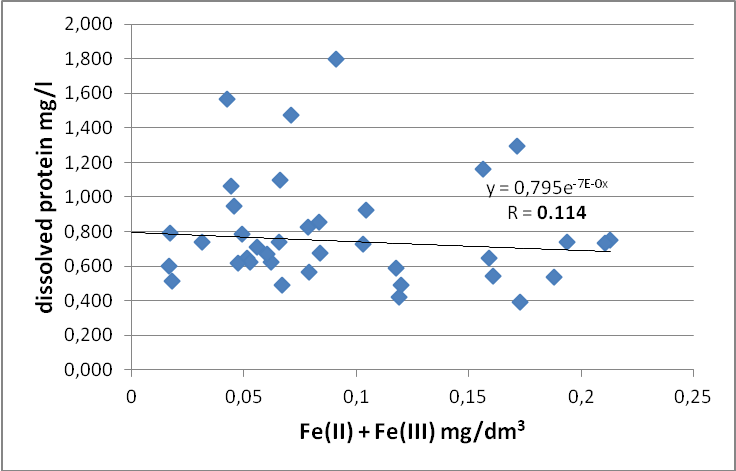 2,000
1,800
1,600
1,400
1,200
1,000
0,800
0,600
0,400
0,200
0,000
dissolved protein mg/l
y = 0,795e-7E-0x
R = 0.114
0 0,05 0,1 0,15 0,2 0,25
Fe(II) + Fe(III) mg/dm³